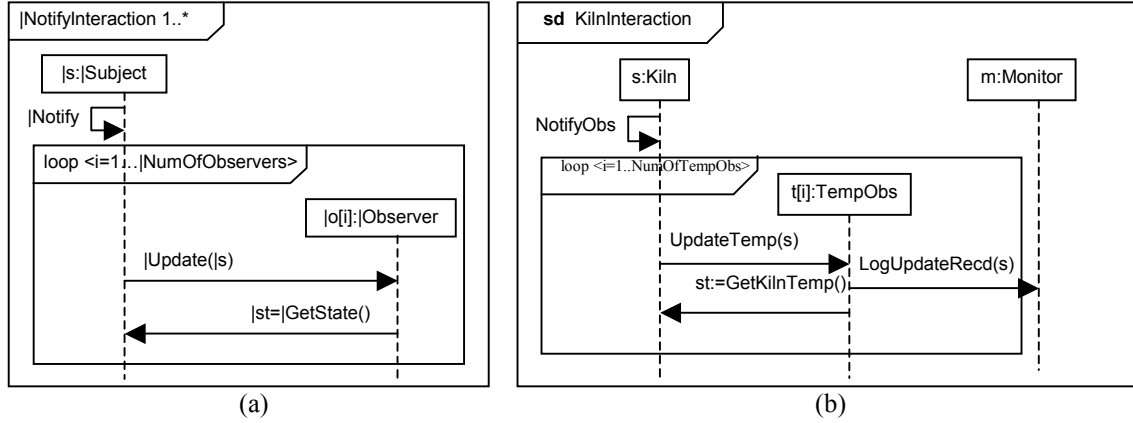 |NotifyInteraction 1..*
|s:|Subject
|Notify
loop <i=1...|NumOfObservers>
|o[i]:|Observer
|Update(|s)
|st=|GetState()
(a)
sd KilnInteraction
s:Kiln
m:Monitor
NotifyObs
loop <i=1..NumOfTempObs>
t[i]:TempObs
UpdateTemp(s)
LogUpdateRecd(s)
st:=GetKilnTemp()
(b)